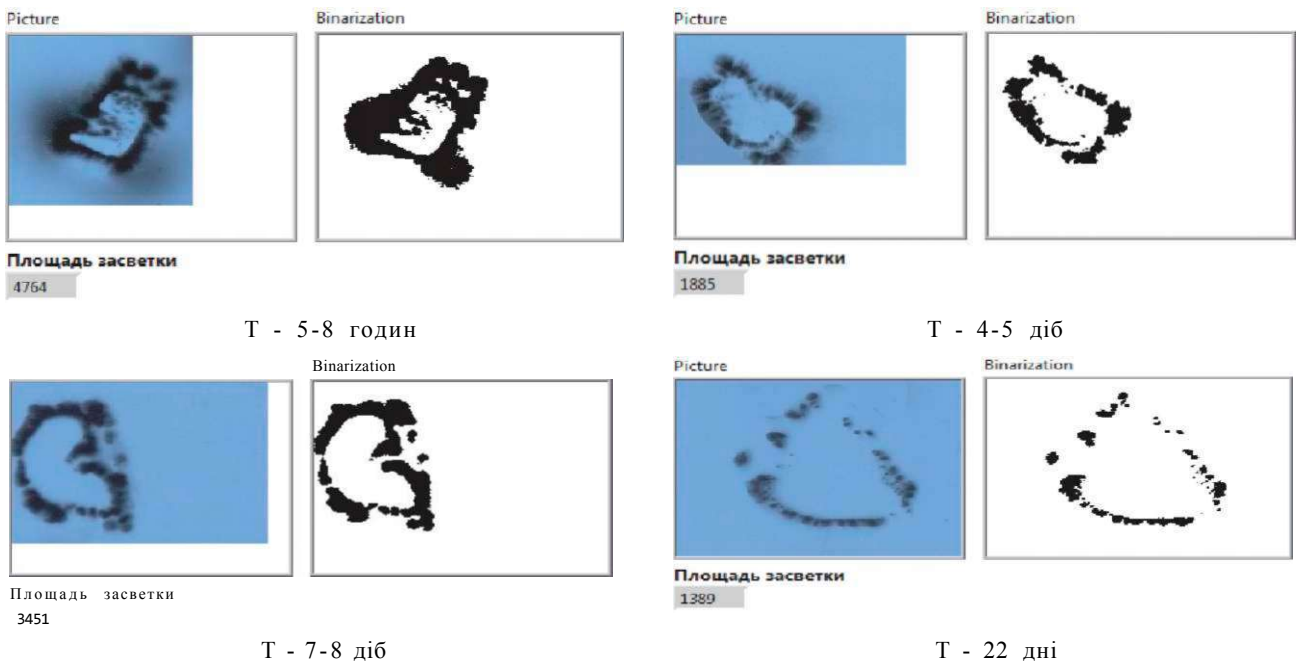 Picture
Binarization
Площадь засветки
4764
Т - 5-8 годин
Picture
Binarization
Площадь засветки
1885
Т - 4-5 діб
Binarization
Площадь засветки
3451
Т - 7-8 діб
Picture
Binarization
Площадь засветки
1389
Т - 22 дні